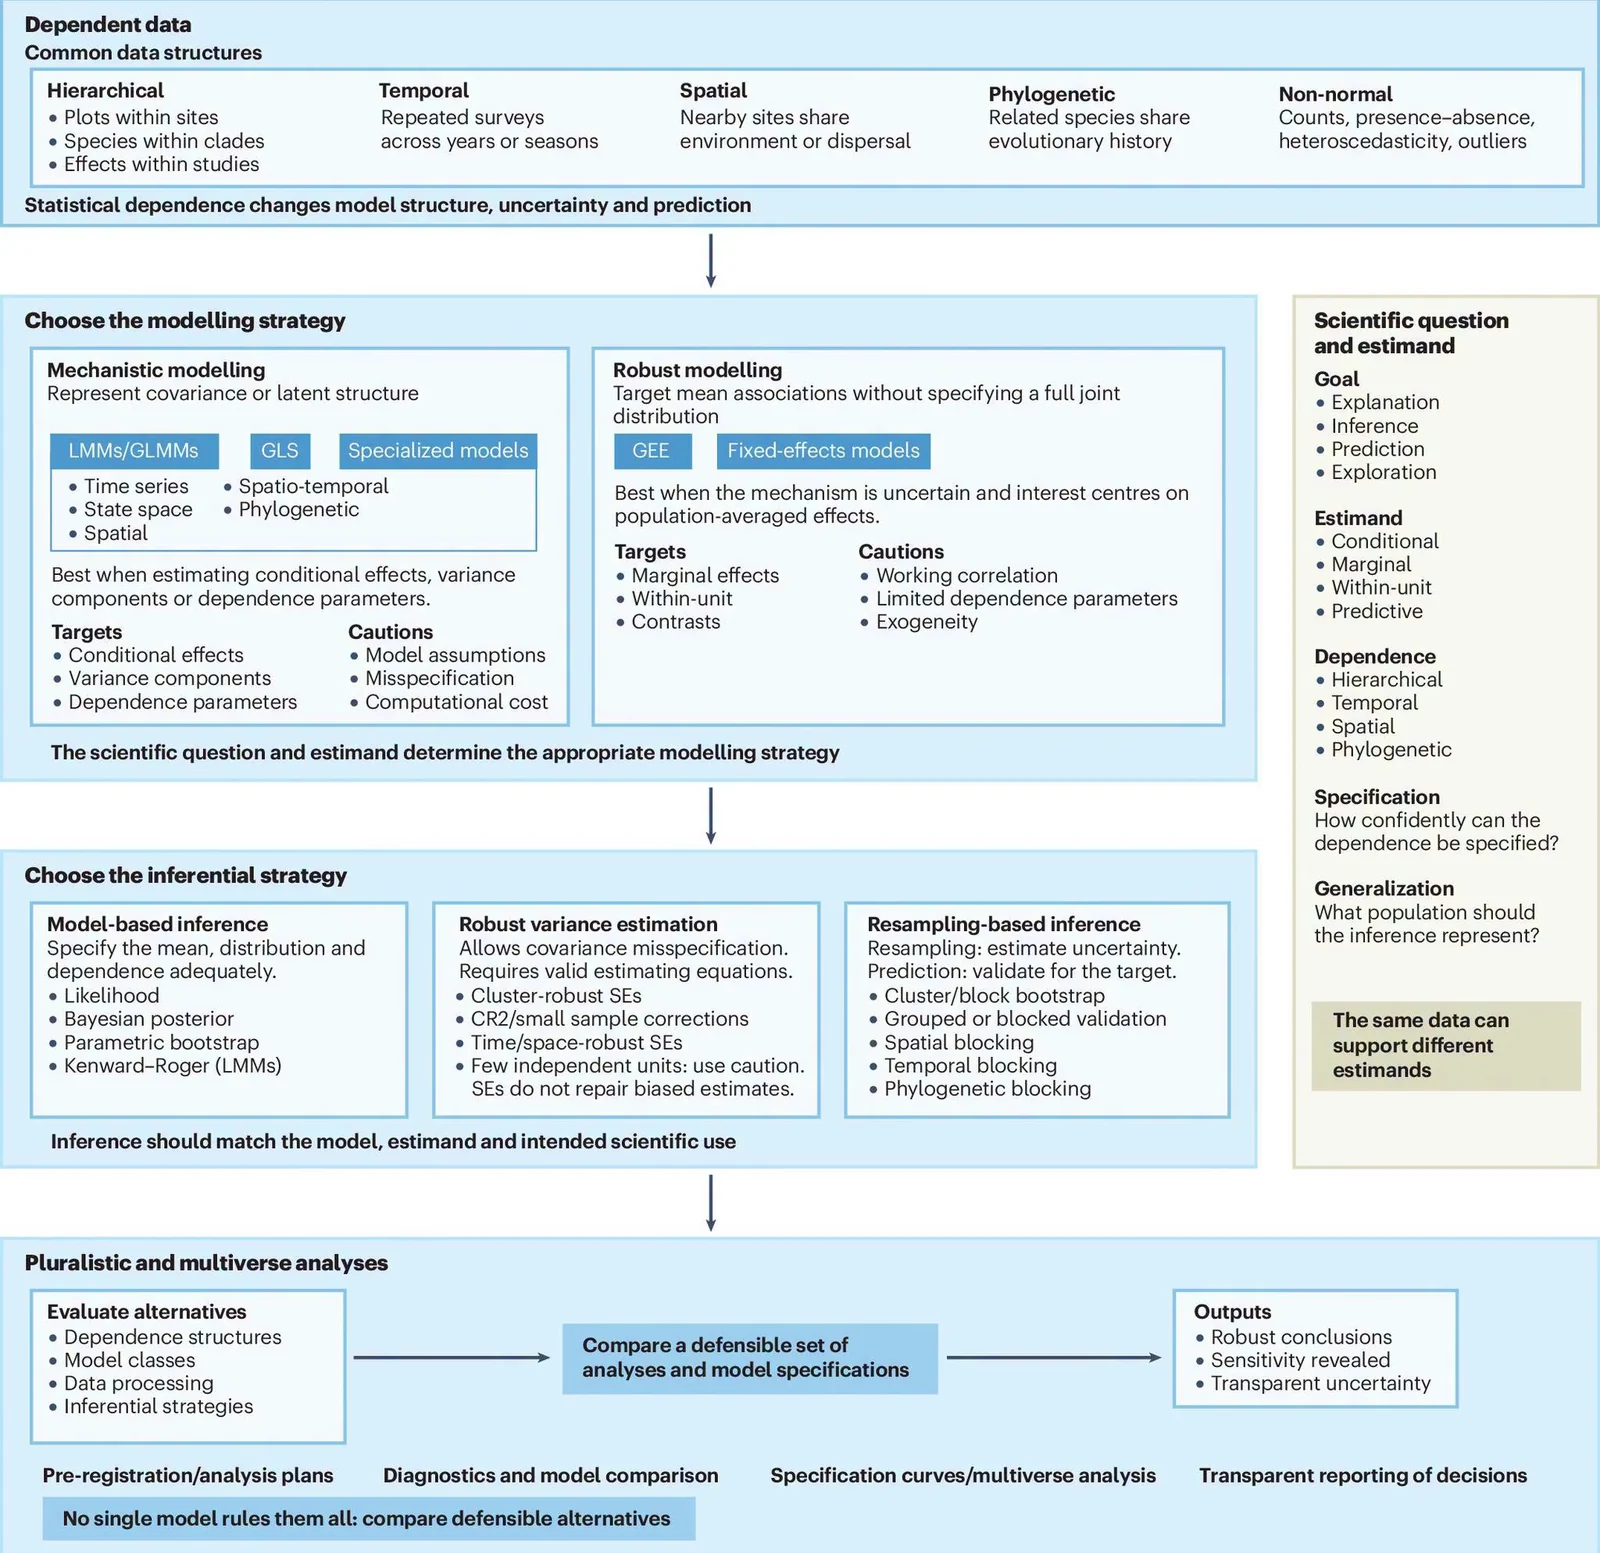 Dependent data
Common data structures
Hierarchical
• Plots within sites
• Species within clades
• Effects within studies
Temporal
Repeated surveys
across years or seasons
Spatial
Nearby sites share
environment or dispersal
Phylogenetic
Related species share
evolutionary history
Non-normal
Counts, presence–absence,
heteroscedasticity, outliers
Statistical dependence changes model structure, uncertainty and prediction
Choose the modelling strategy
Mechanistic modelling
Represent covariance or latent structure
LMMs/GLMMs
GLS
Specialized models
• Time series
• State space
• Spatial
• Spatio-temporal
• Phylogenetic
Best when estimating conditional effects, variance
components or dependence parameters.
Targets
• Conditional effects
• Variance components
• Dependence parameters
Cautions
• Model assumptions
• Misspecification
• Computational cost
Robust modelling
Target mean associations without specifying a full joint
distribution
GEE
Fixed-effects models
Best when the mechanism is uncertain and interest centres on
population-averaged effects.
Targets
• Marginal effects
• Within-unit
• Contrasts
Cautions
• Working correlation
• Limited dependence parameters
• Exogeneity
The scientific question and estimand determine the appropriate modelling strategy
Scientific question
and estimand
Goal
• Explanation
• Inference
• Prediction
• Exploration
Estimand
• Conditional
• Marginal
• Within-unit
• Predictive
Dependence
• Hierarchical
• Temporal
• Spatial
• Phylogenetic
Specification
How confidently can the
dependence be specified?
Generalization
What population should
the inference represent?
The same data can
support different
estimands
Choose the inferential strategy
Model-based inference
Specify the mean, distribution and
dependence adequately.
• Likelihood
• Bayesian posterior
• Parametric bootstrap
• Kenward–Roger (LMMs)
Robust variance estimation
Allows covariance misspecification.
Requires valid estimating equations.
• Cluster-robust SEs
• CR2/small sample corrections
• Time/space-robust SEs
• Few independent units: use caution.
SEs do not repair biased estimates.
Resampling-based inference
Resampling: estimate uncertainty.
Prediction: validate for the target.
• Cluster/block bootstrap
• Grouped or blocked validation
• Spatial blocking
• Temporal blocking
• Phylogenetic blocking
Inference should match the model, estimand and intended scientific use
Pluralistic and multiverse analyses
Evaluate alternatives
• Dependence structures
• Model classes
• Data processing
• Inferential strategies
Compare a defensible set of
analyses and model specifications
Outputs
• Robust conclusions
• Sensitivity revealed
• Transparent uncertainty
Pre-registration/analysis plans
Diagnostics and model comparison
Specification curves/multiverse analysis
Transparent reporting of decisions
No single model rules them all: compare defensible alternatives